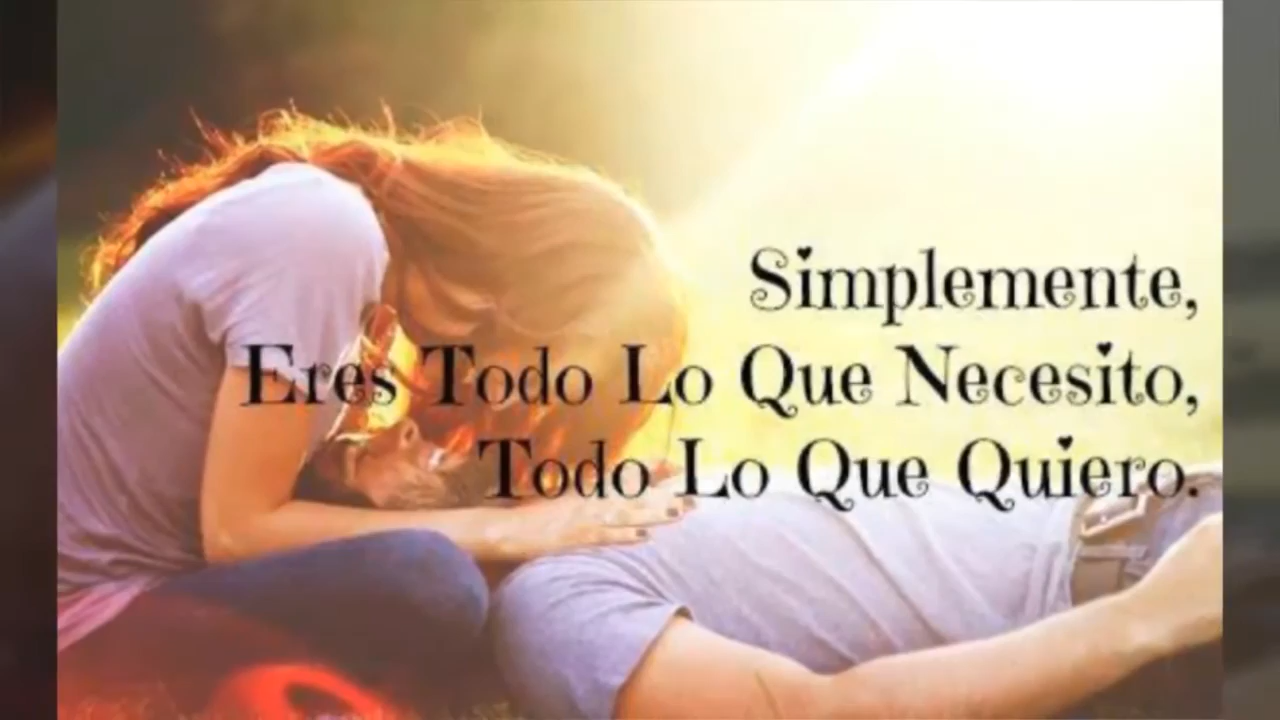 Simplemente,
Eres Todo Lo Que Necesito,
Todo Lo Que Quiero.